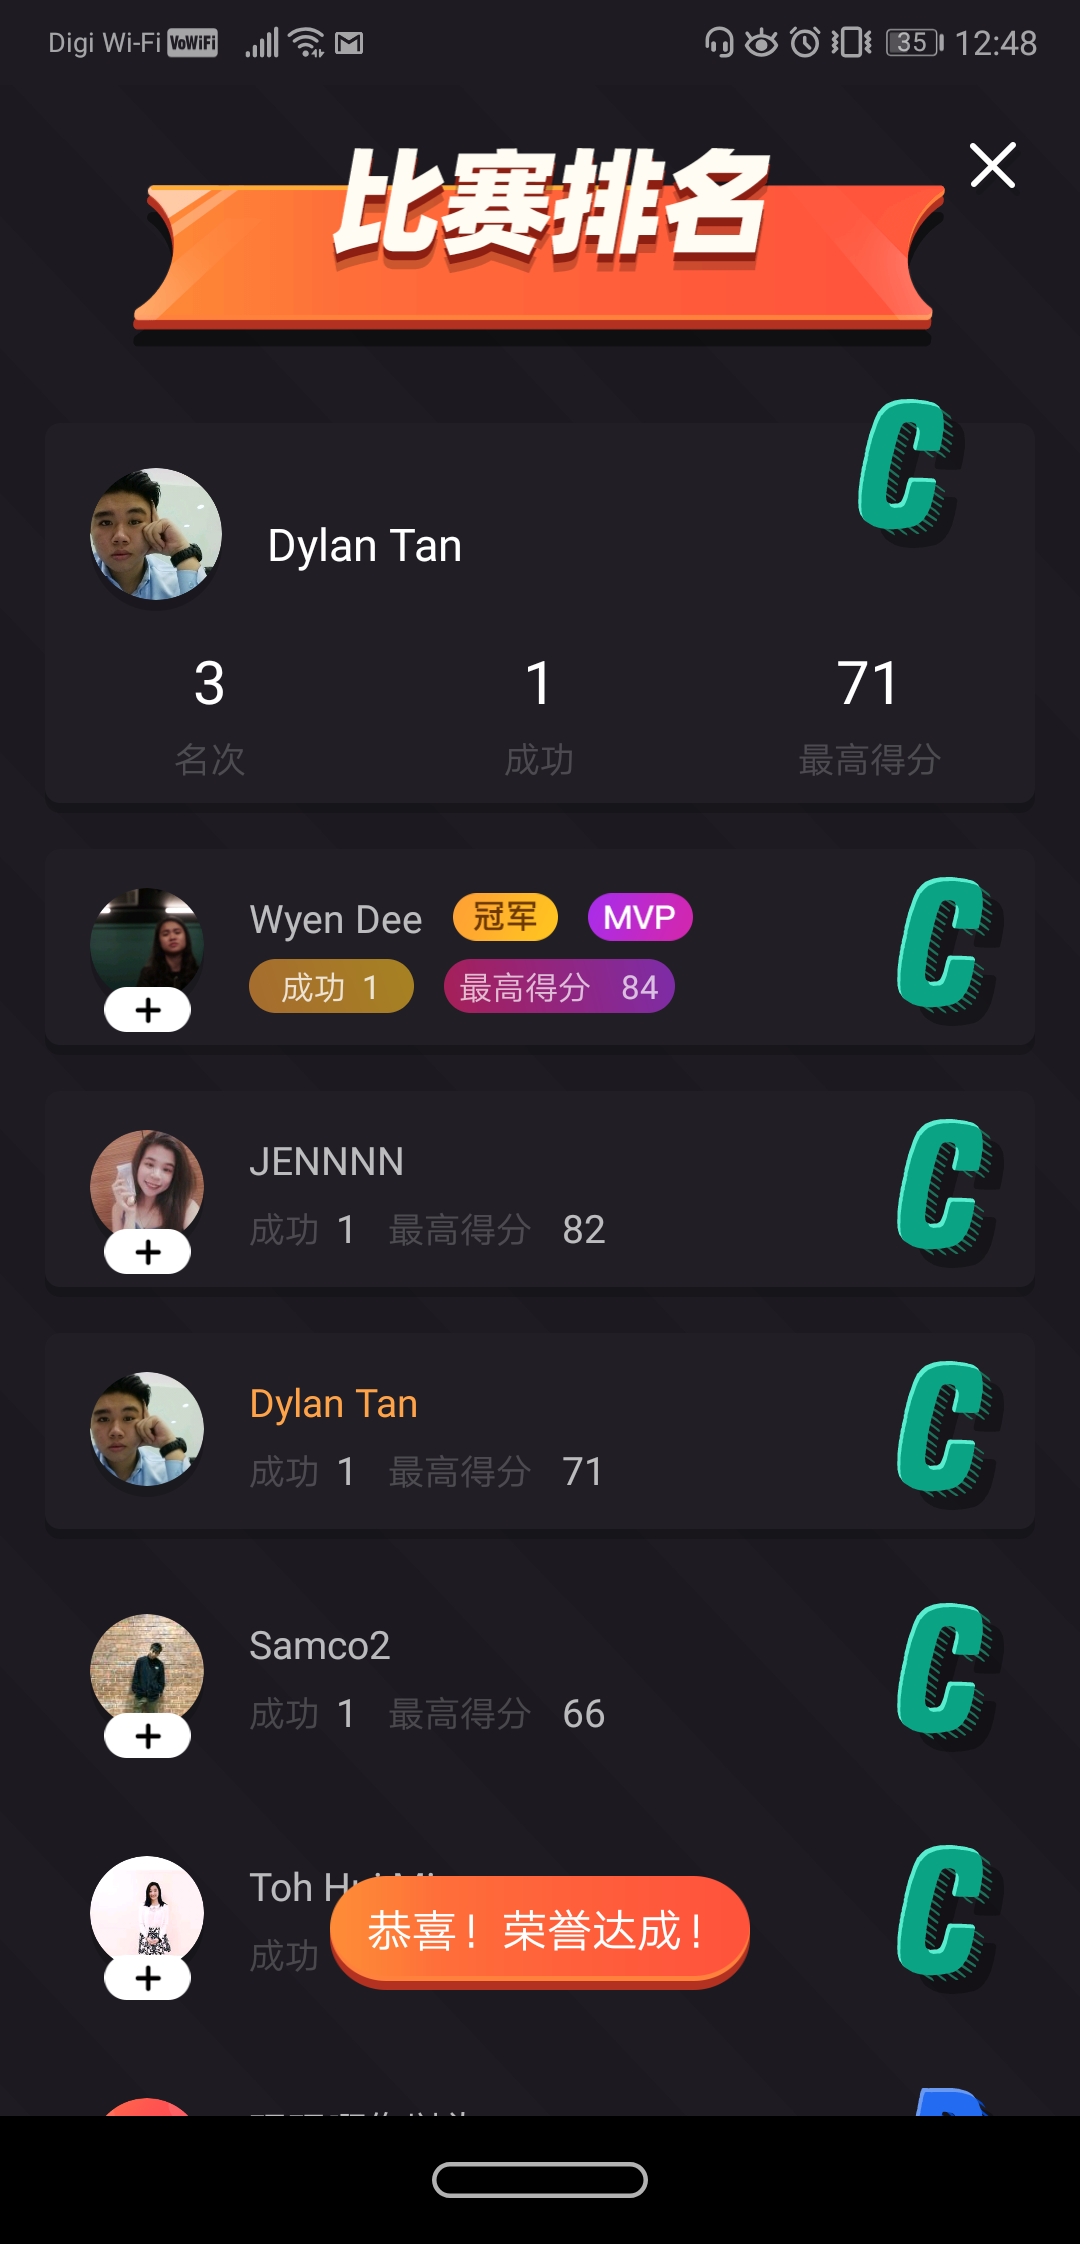 Digi Wi-Fi VoWiFi 35 12:48
比赛排名
C
Dylan Tan
3 1 71
名次 成功 最高得分
Wyen Dee 冠军 MVP
成功 1 最高得分 84
C
JENNNN
成功 1 最高得分 82
C
Dylan Tan
成功 1 最高得分 71
C
Samco2
成功 1 最高得分 66
C
Toh
成功
C
恭喜！荣誉达成！